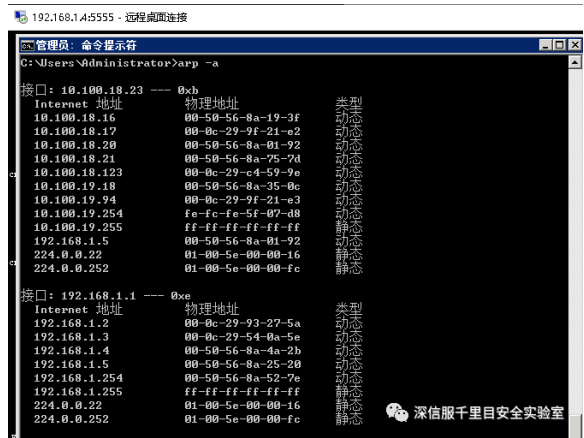 192.168.1.4:5555 - 远程桌面连接
管理员: 命令提示符
C:\Users\Administrator>arp -a
接口: 10.100.18.23 --- 0xb
Internet 地址 物理地址 类型
10.100.18.16 00-50-56-8a-19-3f 动态
10.100.18.17 00-0c-29-9f-21-e2 动态
10.100.18.20 00-50-56-8a-01-92 动态
10.100.18.21 00-50-56-8a-75-7d 动态
10.100.18.123 00-0c-29-c4-59-9e 动态
10.100.19.18 00-50-56-8a-35-0c 动态
10.100.19.94 00-0c-29-9f-21-e3 动态
10.100.19.254 fe-fc-fe-5f-07-d8 动态
10.100.19.255 ff-ff-ff-ff-ff-ff 静态
192.168.1.5 00-50-56-8a-01-92 动态
224.0.0.22 01-00-5e-00-00-16 静态
224.0.0.252 01-00-5e-00-00-fc 静态
接口: 192.168.1.1 --- 0xe
Internet 地址 物理地址 类型
192.168.1.2 00-0c-29-93-27-5a 动态
192.168.1.3 00-0c-29-54-0a-5e 动态
192.168.1.4 00-50-56-8a-4a-2b 动态
192.168.1.5 00-50-56-8a-25-20 动态
192.168.1.254 00-50-56-8a-52-7e 动态
192.168.1.255 ff-ff-ff-ff-ff-ff 静态
224.0.0.22 01-00-5e-00-00-16 静态
224.0.0.252 01-00-5e-00-00-fc 静态
深信服千里目安全实验室